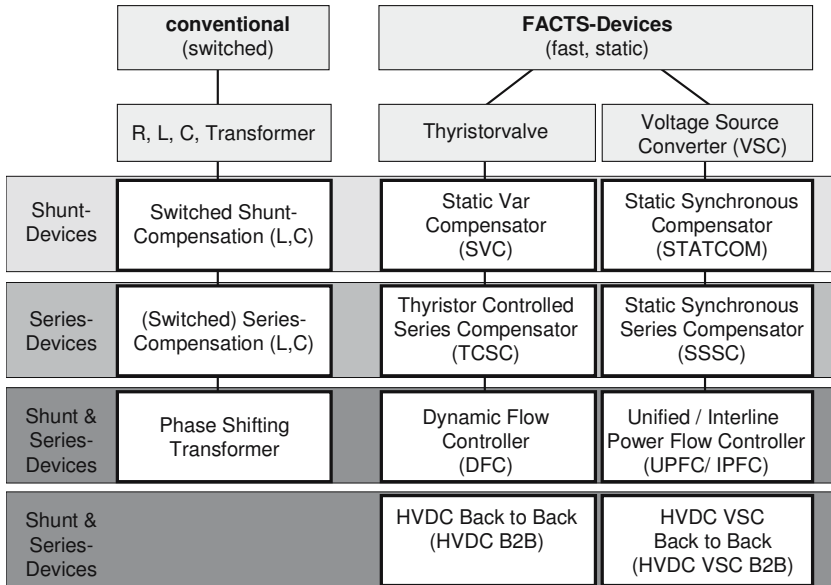 conventional
(switched)
FACTS-Devices
(fast, static)
R, L, C, Transformer
Thyristorvalve
Voltage Source
Converter (VSC)
Shunt-
Devices
Switched Shunt-
Compensation (L,C)
Static Var
Compensator
(SVC)
Static Synchronous
Compensator
(STATCOM)
Series-
Devices
(Switched) Series-
Compensation (L,C)
Thyristor Controlled
Series Compensator
(TCSC)
Static Synchronous
Series Compensator
(SSSC)
Shunt &
Series-
Devices
Phase Shifting
Transformer
Dynamic Flow
Controller
(DFC)
Unified / Interline
Power Flow Controller
(UPFC/ IPFC)
Shunt &
Series-
Devices
HVDC Back to Back
(HVDC B2B)
HVDC VSC
Back to Back
(HVDC VSC B2B)